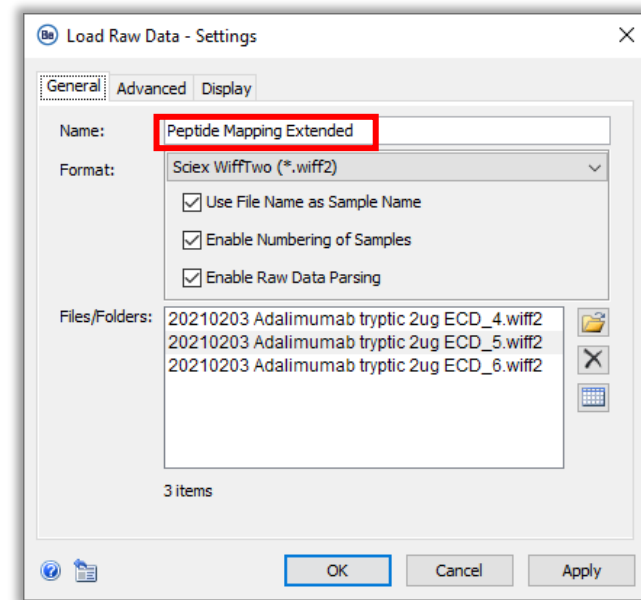 Be Load Raw Data - Settings
General Advanced Display
Name: Peptide Mapping Extended
Format: Sciex WiffTwo (*.wiff2)
Use File Name as Sample Name
Enable Numbering of Samples
Enable Raw Data Parsing
Files/Folders: 20210203 Adalimumab tryptic 2ug ECD_4.wiff2
20210203 Adalimumab tryptic 2ug ECD_5.wiff2
20210203 Adalimumab tryptic 2ug ECD_6.wiff2
3 items
OK Cancel Apply